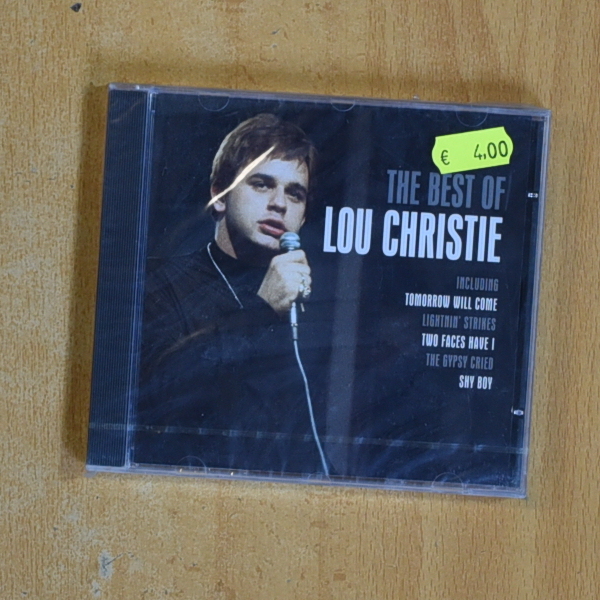 € 4,00
THE BEST OF
LOU CHRISTIE
INCLUDING
TOMORROW WILL COME
LIGHTNIN' STRIKES
TWO FACES HAVE I
THE GYPSY CRIED
SHY BOY